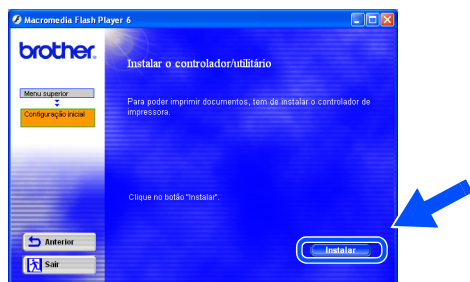 Macromedia Flash Player 6
brother.
Instalar o controlador/utilitário
Menu superior
Configuração inicial
Para poder imprimir documentos, tem de instalar o controlador de
impressora.
Clique no botão "Instalar".
Anterior
Instalar
Sair